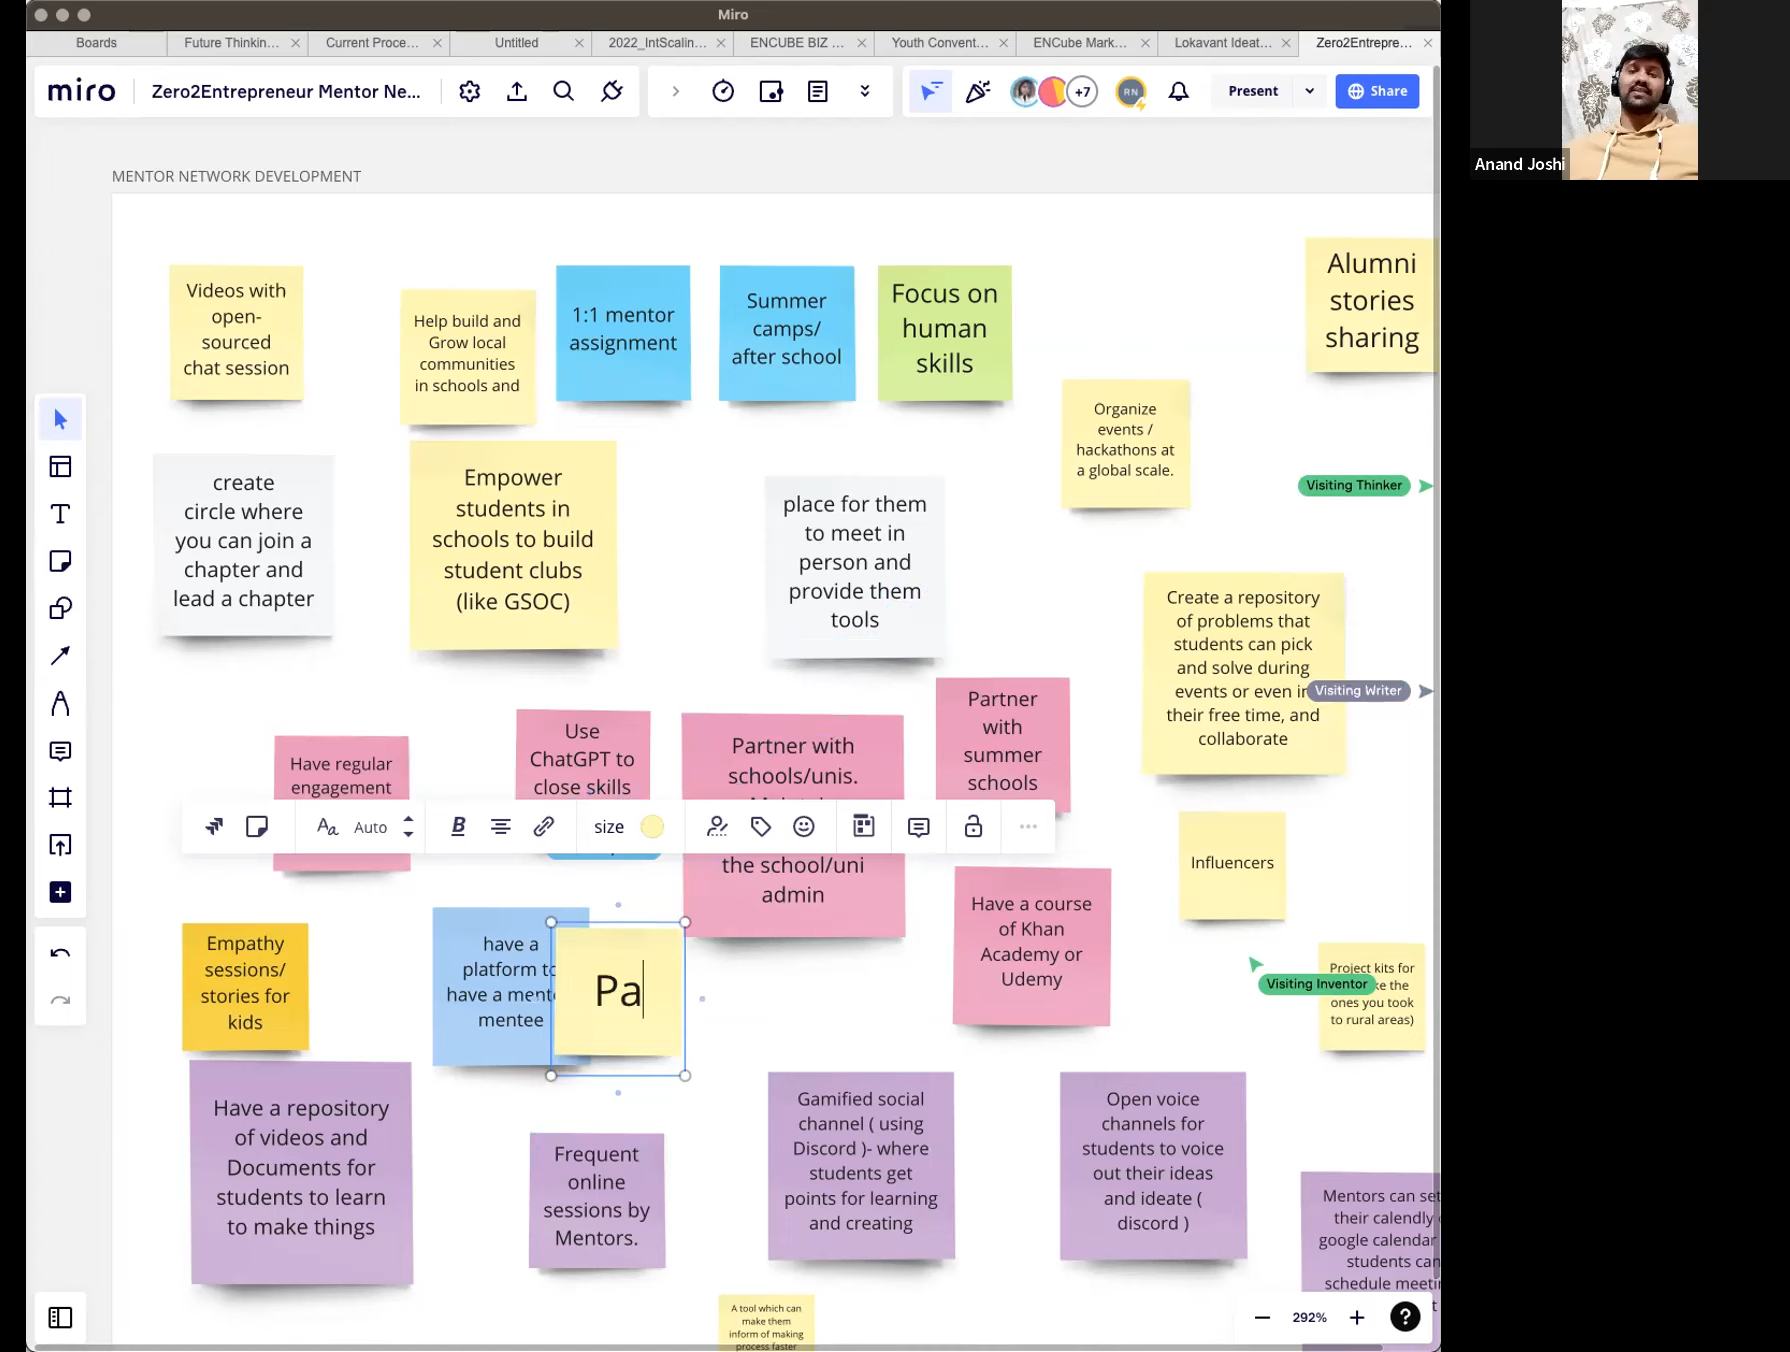 Miro
Boards
Future Thinkin...
Current Proce...
Untitled
2022_IntScalin...
ENCUBE BIZ ...
Youth Convent...
ENCube Mark...
Lokavant Ideat...
Zero2Entrepre...
miro
Zero2Entrepreneur Mentor Ne...
+7
RN
Present
Share
Anand Joshi
MENTOR NETWORK DEVELOPMENT
Videos with
open-
sourced
chat session
Help build and
Grow local
communities
in schools and
1:1 mentor
assignment
Summer
camps/
after school
Focus on
human
skills
Alumni
stories
sharing
Organize
events /
hackathons at
a global scale.
Visiting Thinker
create
circle where
you can join a
chapter and
lead a chapter
Empower
students in
schools to build
student clubs
(like GSOC)
place for them
to meet in
person and
provide them
tools
Create a repository
of problems that
students can pick
and solve during
events or even in
their free time, and
collaborate
Visiting Writer
Have regular
engagement
Use
ChatGPT to
close skills
Partner with
schools/unis.
the school/uni
admin
Partner
with
summer
schools
Aa
Auto
B
size
Influencers
Have a course
of Khan
Academy or
Udemy
Empathy
sessions/
stories for
kids
have a
platform to
have a
mentee
Pa
Project kits for
the
ones you took
to rural areas)
Visiting Inventor
Have a repository
of videos and
Documents for
students to learn
to make things
Frequent
online
sessions by
Mentors.
Gamified social
channel ( using
Discord )- where
students get
points for learning
and creating
Open voice
channels for
students to voice
out their ideas
and ideate (
discord )
Mentors can set
their calendly
google calendar
students can
schedule
A tool which can
make them
inform of making
process faster
292%
?